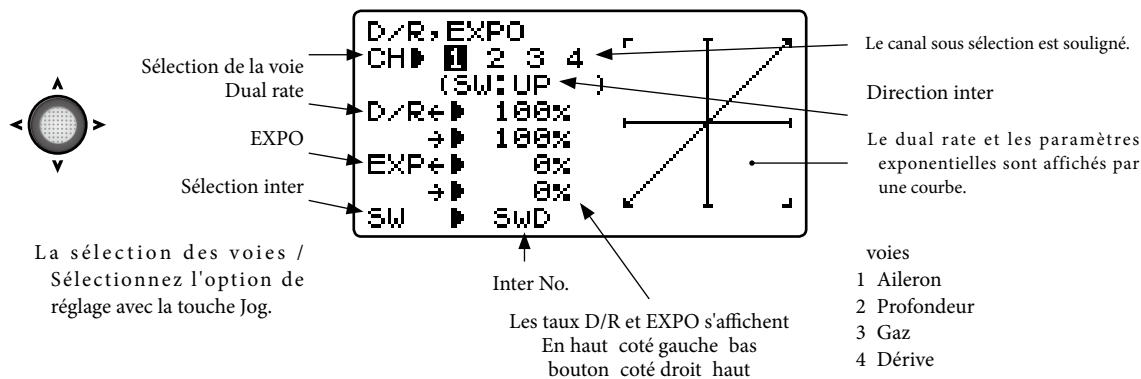 D/R,EXPO
CH 1 2 3 4
(SW:UP )
D/R← 100%
→ 100%
EXP← 0%
→ 0%
SW SWD
Sélection de la voie
Dual rate
EXPO
Sélection inter
La sélection des voies /
Sélectionnez l'option de
réglage avec la touche Jog.
Le canal sous sélection est souligné.
Direction inter
Le dual rate et les paramètres
exponentielles sont affichés par
une courbe.
Inter No.
Les taux D/R et EXPO s'affichent
En haut coté gauche bas
bouton coté droit haut
voies
1 Aileron
2 Profondeur
3 Gaz
4 Dérive